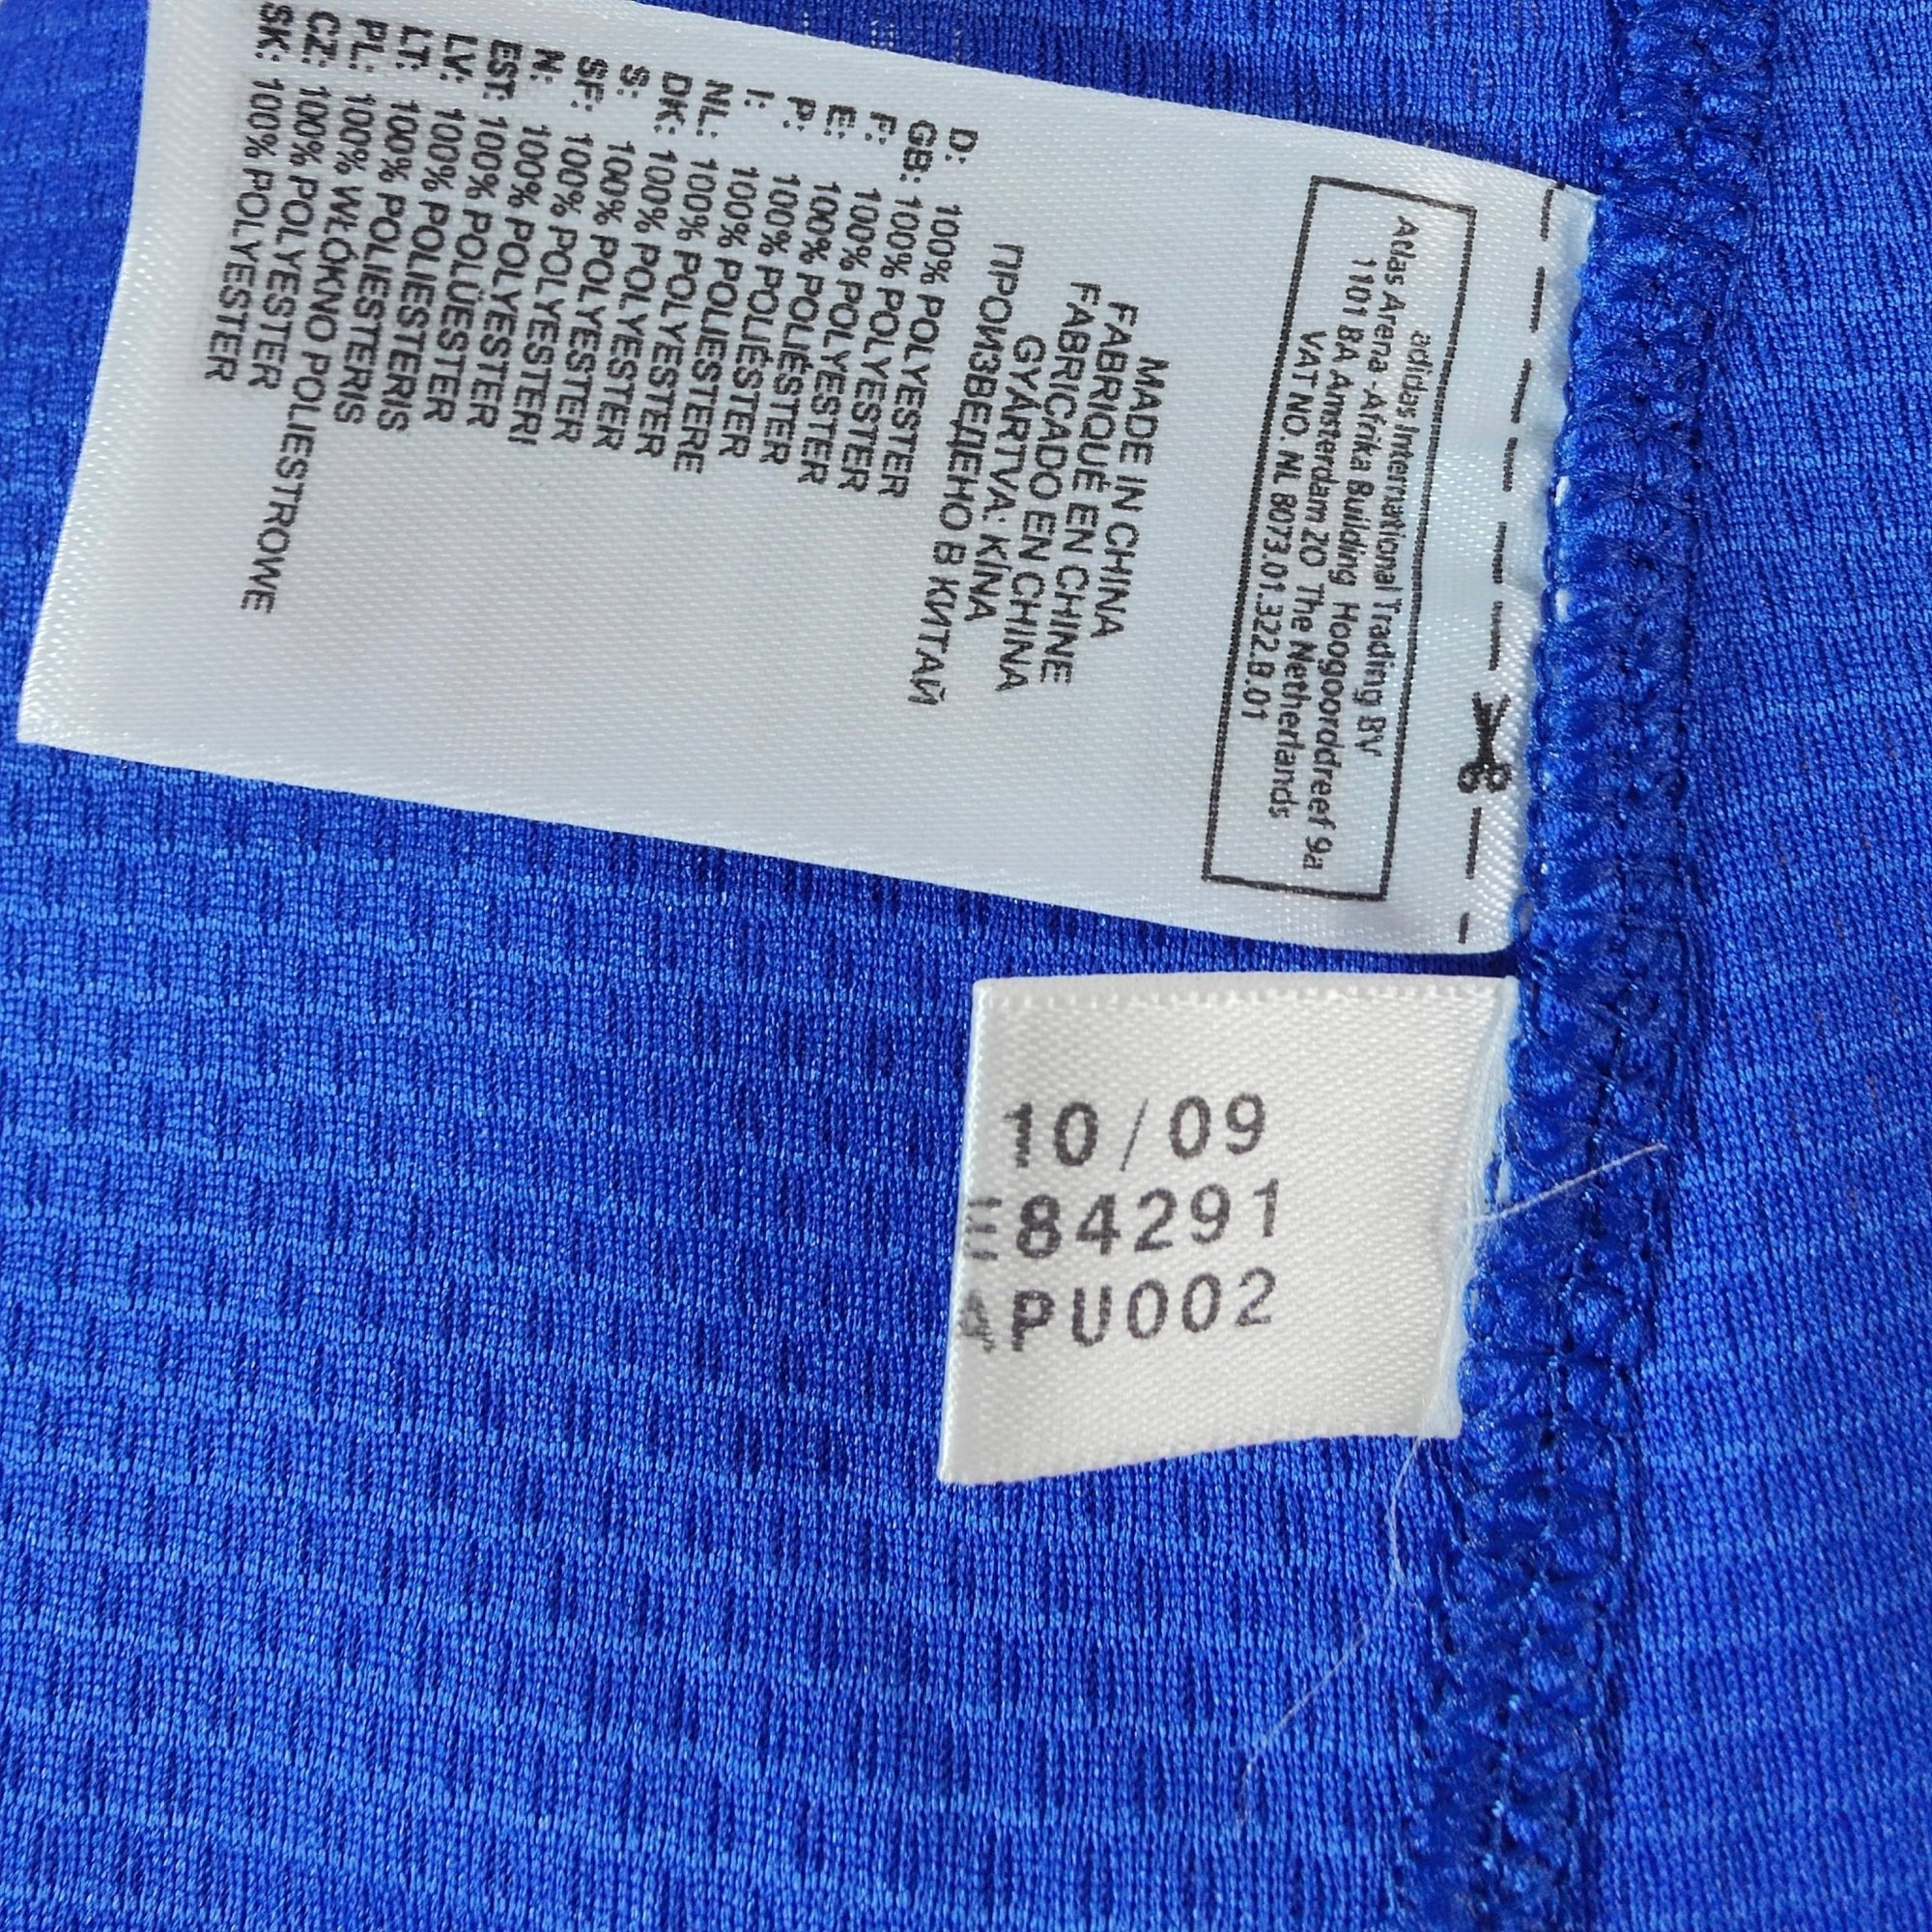 adidas International Trading BV
Atlas Arena -Afrika Building Hoogoorddreef 9a
1101 BA Amsterdam ZO The Netherlands
VAT NO. NL 8073.01.322.B.01
MADE IN CHINA
FABRIQUÉ EN CHINE
FABRICADO EN CHINA
GYÁRTVA: KÍNA
ПРОИЗВЕДЕНО В КИТАЙ
D: 100% POLYESTER
GB: 100% POLYESTER
F: 100% POLYESTER
E: 100% POLIÉSTER
P: 100% POLIÉSTER
I: 100% POLIESTERE
NL: 100% POLYESTER
DK: 100% POLYESTER
S: 100% POLYESTER
SF: 100% POLYESTERI
N: 100% POLYESTER
EST: 100% POLÜESTER
LV: 100% POLIESTERIS
LT: 100% POLIESTERIS
PL: 100% WŁÓKNO POLIESTROWE
CZ: 100% POLYESTER
SK: 100% POLYESTER
10/09
E84291
APU002